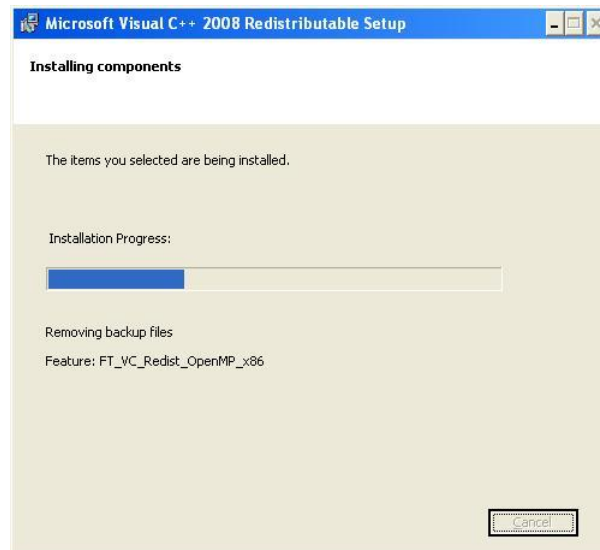 Microsoft Visual C++ 2008 Redistributable Setup
Installing components
The items you selected are being installed.
Installation Progress:
Removing backup files
Feature: FT_VC_Redist_OpenMP_x86
Cancel